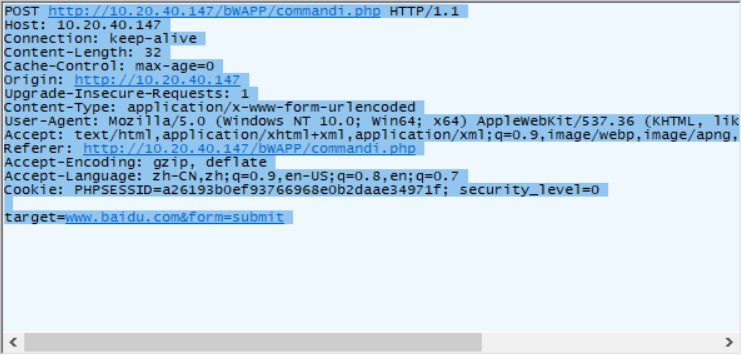 POST http://10.20.40.147/bWAPP/commandi.php HTTP/1.1
Host: 10.20.40.147
Connection: keep-alive
Content-Length: 32
Cache-Control: max-age=0
Origin: http://10.20.40.147
Upgrade-Insecure-Requests: 1
Content-Type: application/x-www-form-urlencoded
User-Agent: Mozilla/5.0 (Windows NT 10.0; Win64; x64) AppleWebKit/537.36 (KHTML, lik
Accept: text/html,application/xhtml+xml,application/xml;q=0.9,image/webp,image/apng,
Referer: http://10.20.40.147/bWAPP/commandi.php
Accept-Encoding: gzip, deflate
Accept-Language: zh-CN,zh;q=0.9,en-US;q=0.8,en;q=0.7
Cookie: PHPSESSID=a26193b0ef93766968e0b2daae34971f; security_level=0
target=www.baidu.com&form=submit